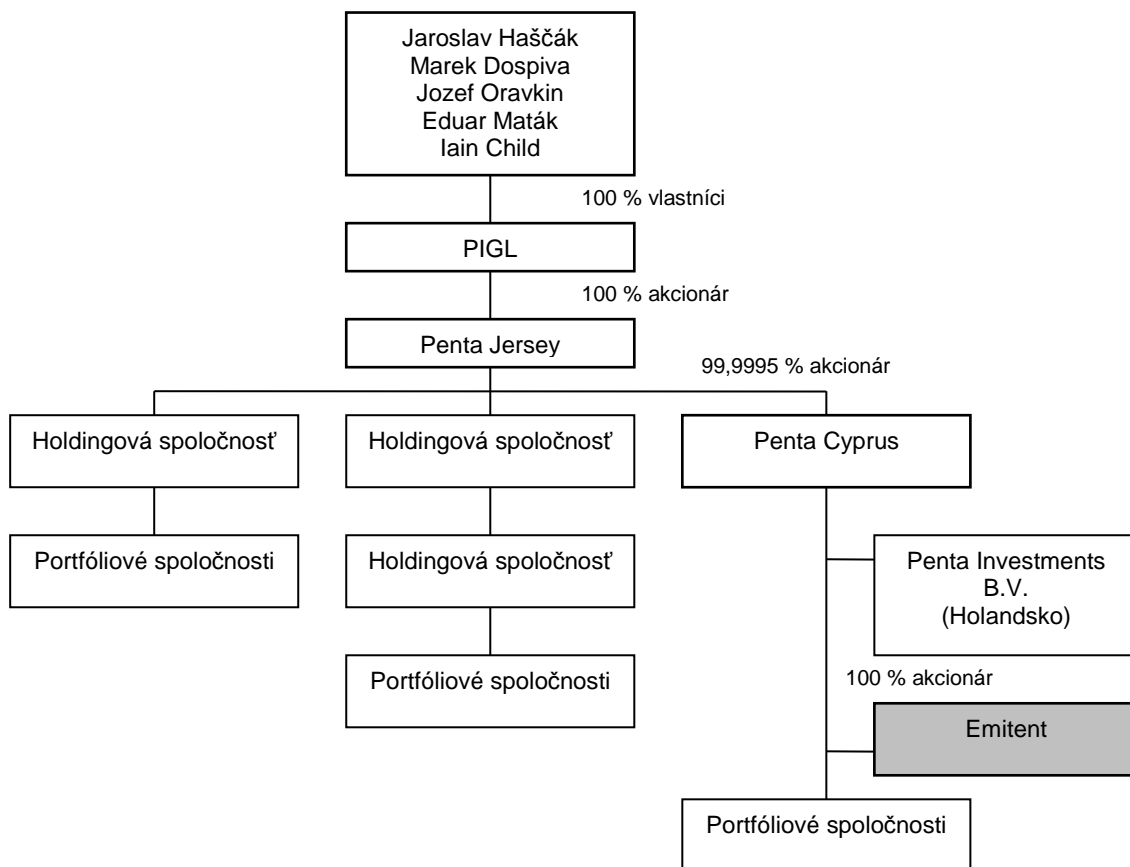 Jaroslav Haščák
Marek Dospiva
Jozef Oravkin
Eduar Maták
Iain Child
100 % vlastníci
PIGL
100 % akcionár
Penta Jersey
99,9995 % akcionár
Holdingová spoločnosť
Holdingová spoločnosť
Penta Cyprus
Portfóliové spoločnosti
Holdingová spoločnosť
Penta Investments
B.V.
(Holandsko)
Portfóliové spoločnosti
100 % akcionár
Emitent
Portfóliové spoločnosti